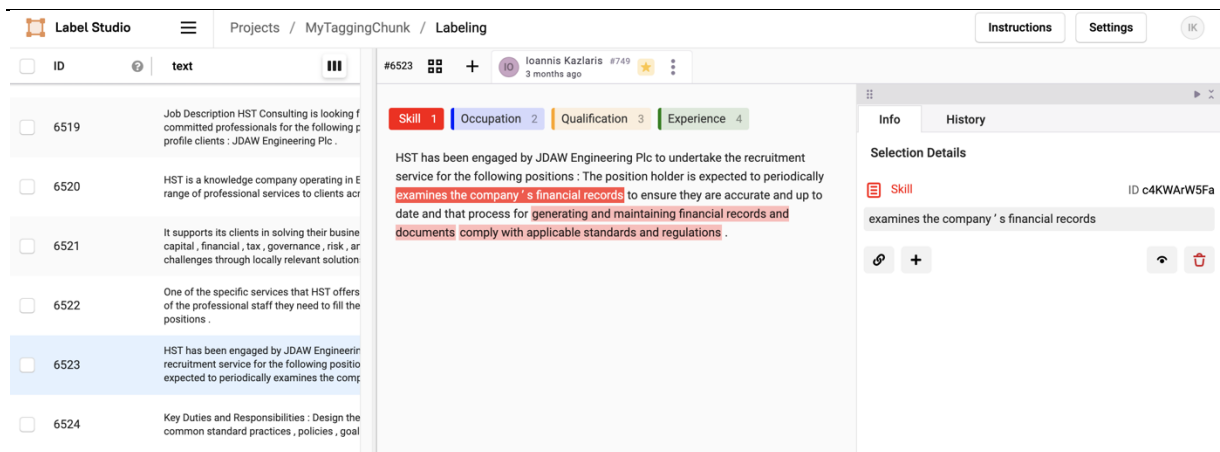 Label Studio
Projects / MyTaggingChunk / Labeling
Instructions
Settings
IK
ID
text
6519
Job Description HST Consulting is looking f
committed professionals for the following p
profile clients : JDAW Engineering Plc .
6520
HST is a knowledge company operating in E
range of professional services to clients acr
6521
It supports its clients in solving their busine
capital , financial , tax , governance , risk , ar
challenges through locally relevant solution
6522
One of the specific services that HST offers
of the professional staff they need to fill the
positions .
6523
HST has been engaged by JDAW Engineerin
recruitment service for the following positio
expected to periodically examines the comp
6524
Key Duties and Responsibilities : Design the
common standard practices , policies , goal
#6523
IO
Ioannis Kazlaris #749
3 months ago
Skill 1
Occupation 2
Qualification 3
Experience 4
HST has been engaged by JDAW Engineering Plc to undertake the recruitment
service for the following positions : The position holder is expected to periodically
examines the company ’ s financial records to ensure they are accurate and up to
date and that process for generating and maintaining financial records and
documents comply with applicable standards and regulations .
Info
History
Selection Details
Skill
ID c4KWArW5Fa
examines the company ’ s financial records